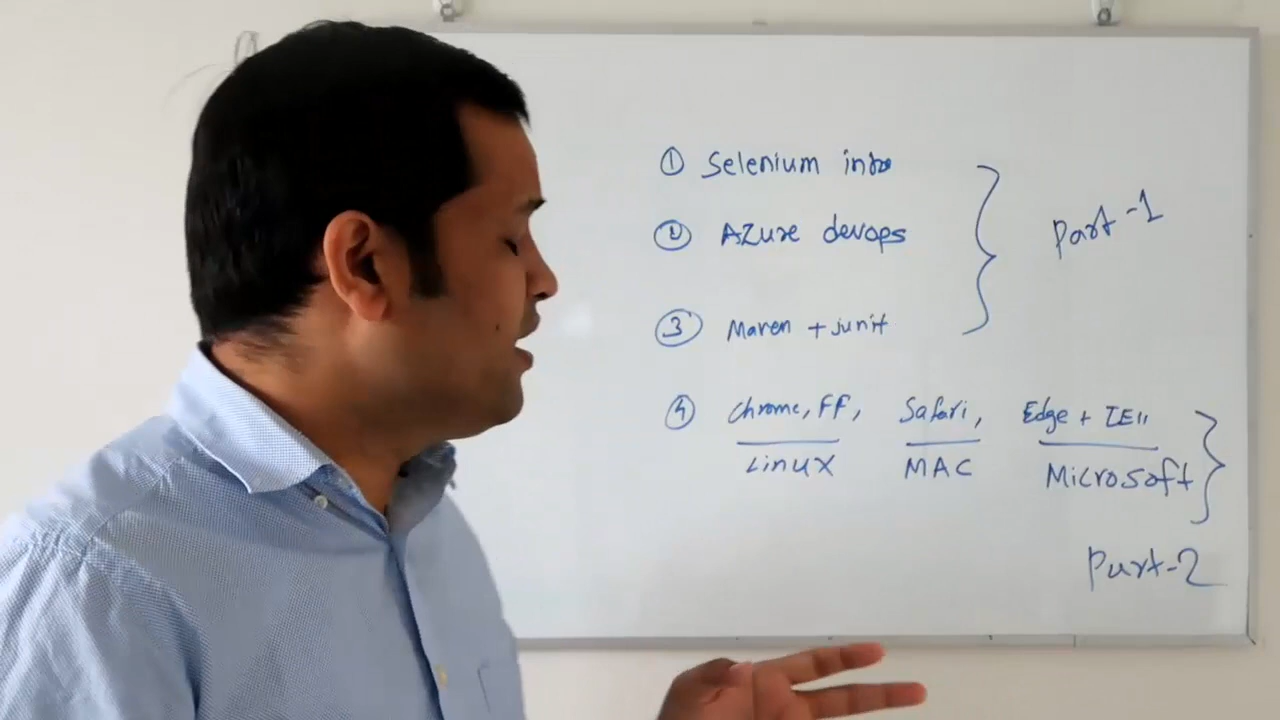 ① Selenium intro
② Azure devops
③ Maven + junit
Part-1
④ Chrome, FF, Safari, Edge + IE11
Linux MAC Microsoft
Part-2